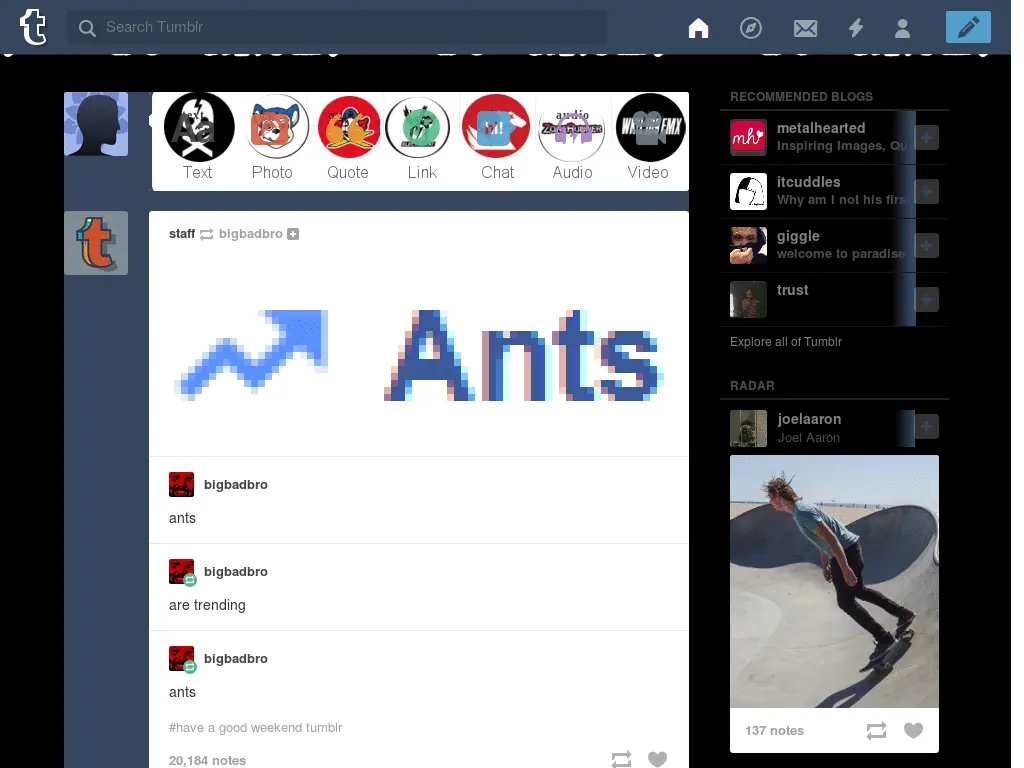 t
Search Tumblr
Text
Photo
Quote
Link
Chat
Audio
Video
audio
RECOMMENDED BLOGS
metalhearted
Inspiring Images, Qu
mh
itcuddles
Why am I not his firs
giggle
welcome to paradise
trust
Explore all of Tumblr
RADAR
joelaaron
Joel Aaron
137 notes
t
staff bigbadbro
Ants
bigbadbro
ants
bigbadbro
are trending
bigbadbro
ants
#have a good weekend tumblr
20,184 notes